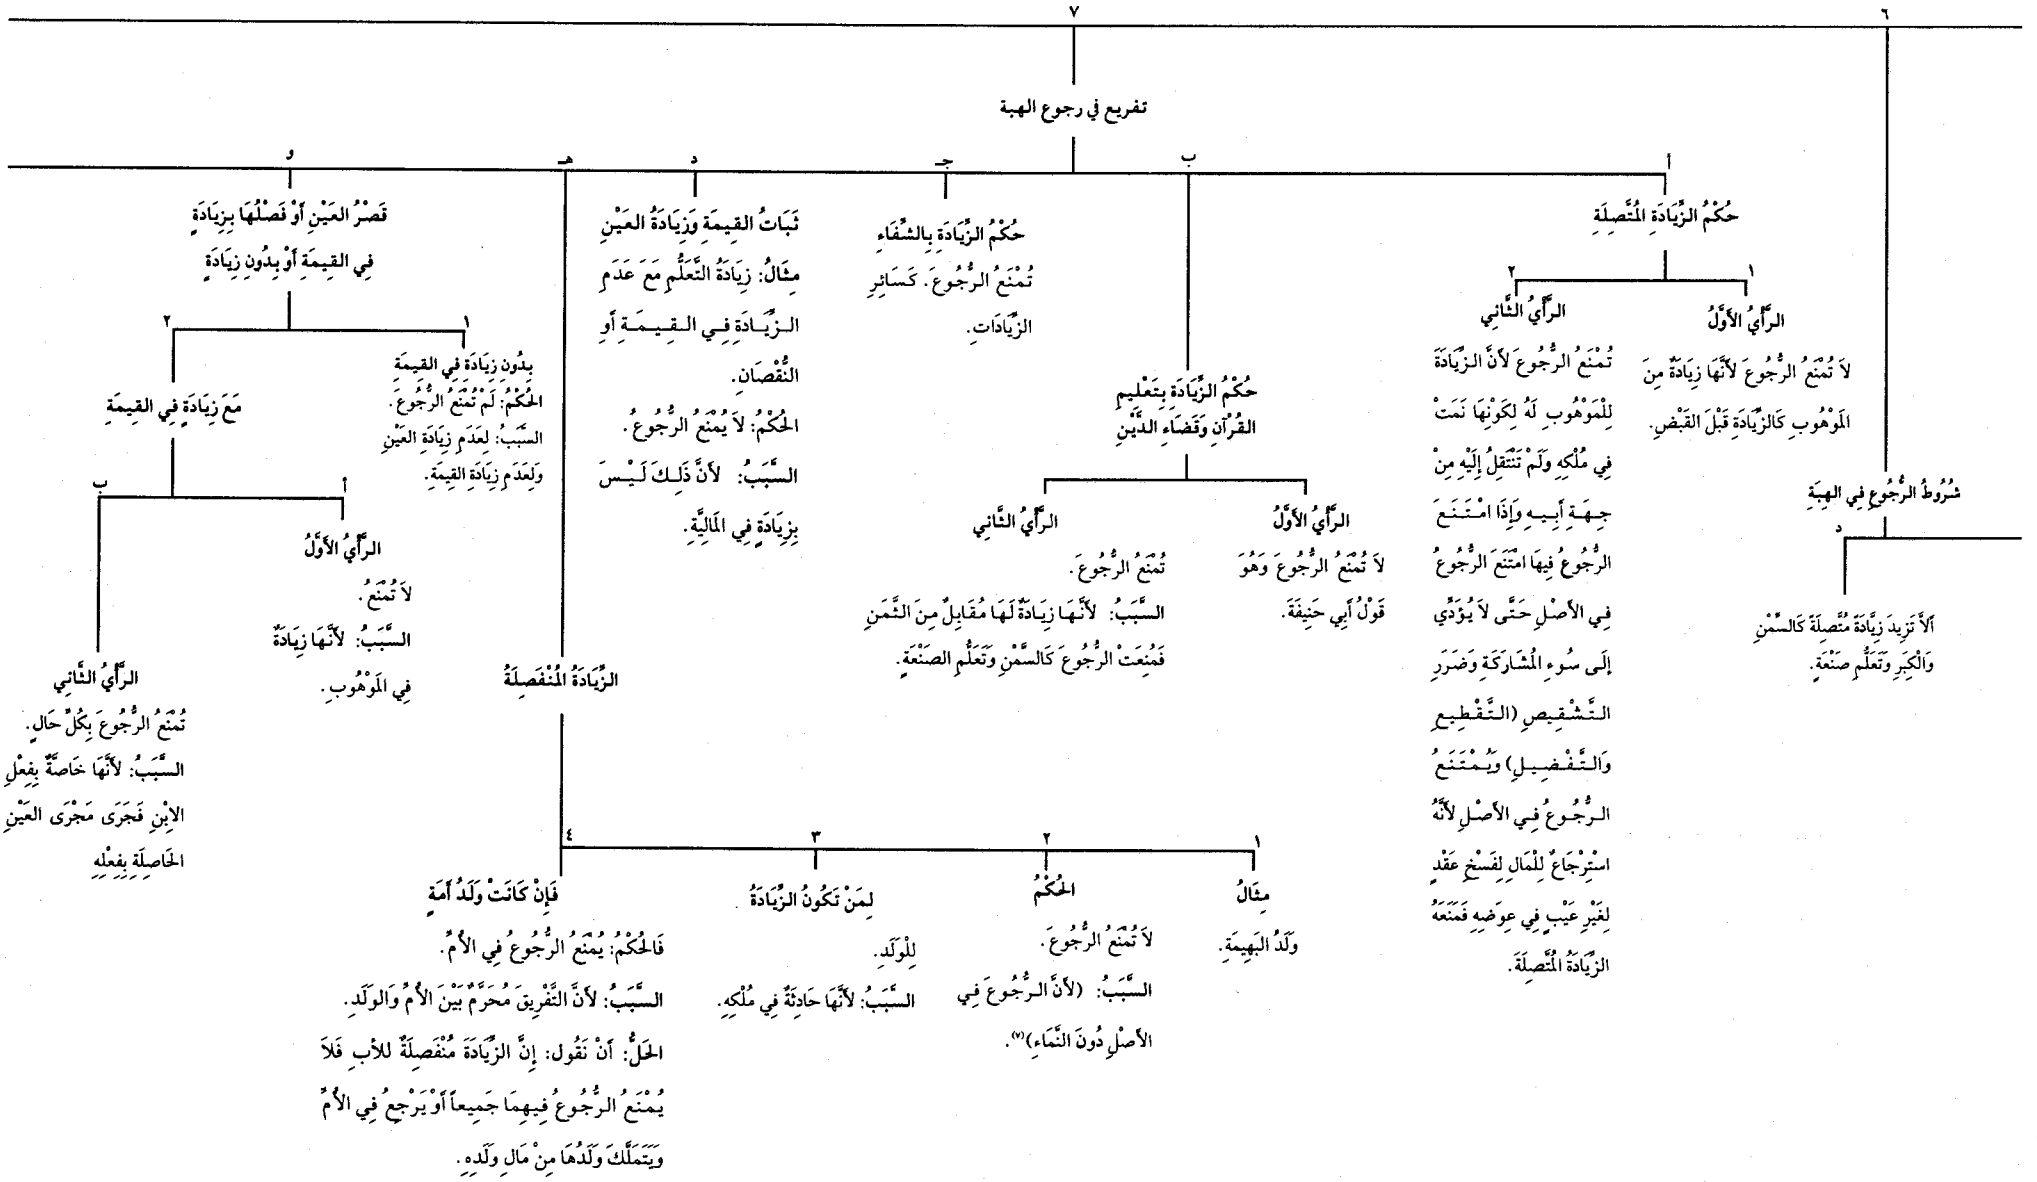 ٦
شُرُوطُ الرُّجُوعِ فِي الهِبَةِ
د
أَلاَّ تَزِيدَ زِيَادَةً مُتَّصِلَةً كَالسَّمْنِ
وَالْكِبَرِ وَتَعَلُّمِ صَنْعَةٍ.
٧
تفريع في رجوع الهبة
أ
حُكْمُ الزِّيَادَةِ المُتَّصِلَةِ
١
الرَّأْيُ الأَوَّلُ
لاَ تُمْنَعُ الرُّجُوعَ لأَنَّهَا زِيَادَةٌ مِنَ
المَوْهُوبِ كَالزِّيَادَةِ قَبْلَ القَبْضِ.
٢
الرَّأْيُ الثَّانِي
تُمْنَعُ الرُّجُوعَ لأَنَّ الزِّيَادَةَ
لِلْمَوْهُوبِ لَهُ لِكَوْنِهَا نَمَتْ
فِي مُلْكِهِ وَلَمْ تَنْتَقِلُ إِلَيْهِ مِنْ
جِهَةِ أَبِيهِ وَإِذَا امْتَنَعَ
الرُّجُوعُ فِيهَا امْتَنَعَ الرُّجُوعُ
فِي الأَصْلِ حَتَّى لاَ يُؤَدِّي
إِلَى سُوءِ المُشَارَكَةِ وَضَرَرِ
التَّشْقِيصِ (التَّقْطِيعِ
وَالتَّفْضِيلِ) وَيُمْتَنَعُ
الرُّجُوعُ فِي الأَصْلِ لأَنَّهُ
اسْتِرْجَاعٌ لِلْمَالِ لِفَسْخِ عَقْدٍ
لِغَيْرِ عَيْبٍ فِي عِوَضِهِ فَمَنَعَهُ
الزِّيَادَةُ المُتَّصِلَةَ.
ب
حُكْمُ الزِّيَادَةِ بِتَعْلِيمِ
القُرْآنِ وَقَضَاءِ الدَّيْنِ
الرَّأْيُ الأَوَّلُ
لاَ تُمْنَعُ الرُّجُوعَ وَهُوَ
قَوْلُ أَبِي حَنِيفَةَ.
الرَّأْيُ الثَّانِي
تُمْنَعُ الرُّجُوعَ.
السَّبَبُ: لأَنَّهَا زِيَادَةٌ لَهَا مُقَابِلٌ مِنَ الثَّمَنِ
فَمُنِعَتْ الرُّجُوعَ كَالسَّمْنِ وَتَعَلُّمِ الصَنْعَةِ.
جـ
حُكْمُ الزِّيَادَةِ بِالشِّفَاءِ
تُمْنَعُ الرُّجُوعَ. كَسَائِرِ
الزِّيَادَاتِ.
د
ثَبَاتُ القِيمَةِ وَزِيَادَةُ العَيْنِ
مِثَالُ: زِيَادَةُ التَّعَلُّمِ مَعَ عَدَمِ
الزِّيَادَةِ فِي القِيمَةِ أَوِ
النُّقْصَانِ.
الحُكْمُ: لاَ يُمْنَعُ الرُّجُوعُ.
السَّبَبُ: لأَنَّ ذَلِكَ لَيْسَ
بِزِيَادَةٍ فِي المَالِيَّةِ.
هـ
الزِّيَادَةُ المُنْفَصِلَةُ
١
مِثَالُ
وَلَدُ البَهِيمَةِ.
٢
الحُكْمُ
لاَ تُمْنَعُ الرُّجُوعَ.
السَّبَبُ: (لأَنَّ الرُّجُوعَ فِي
الأَصْلِ دُونَ النَّمَاءِ)(٧).
٣
لِمَنْ تَكُونُ الزِّيَادَةُ
لِلْوَلَدِ.
السَّبَبُ: لأَنَّهَا حَادِثَةٌ فِي مُلْكِهِ.
٤
فَإِنْ كَانَتْ وَلَدُ أَمَةٍ
فَالحُكْمُ: يُمْنَعُ الرُّجُوعُ فِي الأُمِّ.
السَّبَبُ: لأَنَّ التَّفْرِيقَ مُحَرَّمٌ بَيْنَ الأُمِّ وَالوَلَدِ.
الحَلُّ: أَنْ نَقُول: إِنَّ الزِّيَادَةَ مُنْفَصِلَةٌ للأبِ فَلاَ
يُمْنَعُ الرُّجُوعُ فِيهِمَا جَمِيعاً أَوْ يَرْجِعُ فِي الأُمِّ
وَيَتَمَلَّكَ وَلَدُهَا مِنْ مَالِ وَلَدِهِ.
و
قَصْرُ العَيْنِ أَوْ فَصْلُهَا بِزِيَادَةٍ
فِي القِيمَةِ أَوْ بِدُونِ زِيَادَةٍ
١
بِدُونِ زِيَادَةٍ فِي القِيمَةِ
الحُكْمُ: لَمْ تُمْنَعُ الرُّجُوعَ.
السَّبَبُ: لِعَدَمِ زِيَادَةِ العَيْنِ
وَلِعَدَمِ زِيَادَةِ القِيمَةِ.
٢
مَعَ زِيَادَةٍ فِي القِيمَةِ
أ
الرَّأْيُ الأَوَّلُ
لاَ تُمْنَعُ.
السَّبَبُ: لأَنَّهَا زِيَادَةٌ
فِي المَوْهُوبِ.
ب
الرَّأْيُ الثَّانِي
تُمْنَعُ الرُّجُوعَ بِكُلِّ حَالٍ.
السَّبَبُ: لأَنَّهَا خَاصَّةٌ بِفِعْلِ
الاِبْنِ فَجَرَى مَجْرَى العَيْنِ
الحَاصِلَةِ بِفِعْلِهِ